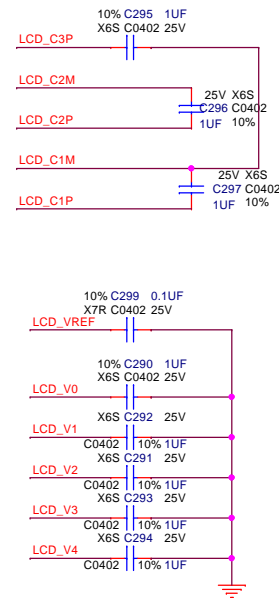 10% C295 1UF
X6S C0402 25V
LCD_C3P
LCD_C2M
25V X6S
C296 C0402
1UF 10%
LCD_C2P
LCD_C1M
25V X6S
C297 C0402
1UF 10%
LCD_C1P
10% C299 0.1UF
X7R C0402 25V
LCD_VREF
10% C290 1UF
X6S C0402 25V
LCD_V0
X6S C292 25V
LCD_V1
C0402 10% 1UF
X6S C291 25V
LCD_V2
C0402 10% 1UF
X6S C293 25V
LCD_V3
C0402 10% 1UF
X6S C294 25V
LCD_V4
C0402 10% 1UF